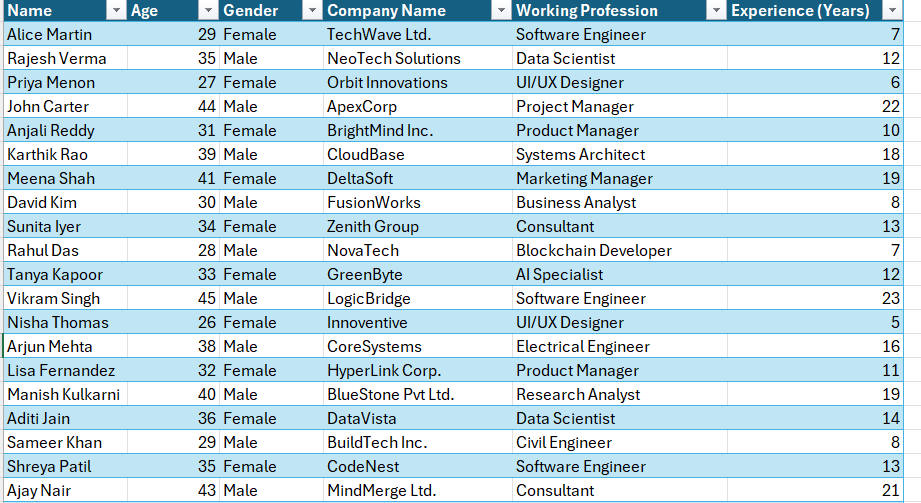 Name Age Gender Company Name Working Profession Experience (Years)
Alice Martin 29 Female TechWave Ltd. Software Engineer 7
Rajesh Verma 35 Male NeoTech Solutions Data Scientist 12
Priya Menon 27 Female Orbit Innovations UI/UX Designer 6
John Carter 44 Male ApexCorp Project Manager 22
Anjali Reddy 31 Female BrightMind Inc. Product Manager 10
Karthik Rao 39 Male CloudBase Systems Architect 18
Meena Shah 41 Female DeltaSoft Marketing Manager 19
David Kim 30 Male FusionWorks Business Analyst 8
Sunita Iyer 34 Female Zenith Group Consultant 13
Rahul Das 28 Male NovaTech Blockchain Developer 7
Tanya Kapoor 33 Female GreenByte AI Specialist 12
Vikram Singh 45 Male LogicBridge Software Engineer 23
Nisha Thomas 26 Female Innoventive UI/UX Designer 5
Arjun Mehta 38 Male CoreSystems Electrical Engineer 16
Lisa Fernandez 32 Female HyperLink Corp. Product Manager 11
Manish Kulkarni 40 Male BlueStone Pvt Ltd. Research Analyst 19
Aditi Jain 36 Female DataVista Data Scientist 14
Sameer Khan 29 Male BuildTech Inc. Civil Engineer 8
Shreya Patil 35 Female CodeNest Software Engineer 13
Ajay Nair 43 Male MindMerge Ltd. Consultant 21